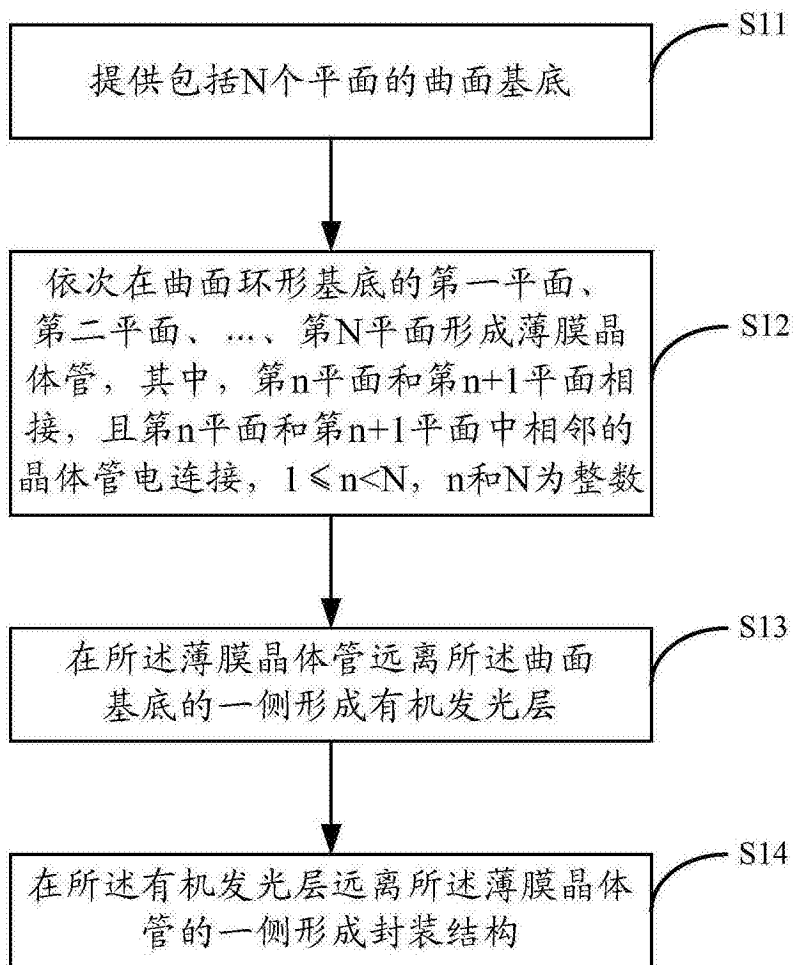 S11
提供包括N个平面的曲面基底
依次在曲面环形基底的第一平面、
第二平面、...、第N平面形成薄膜晶
体管，其中，第n平面和第n+1平面相
接，且第n平面和第n+1平面中相邻的
晶体管电连接，1≤n<N，n和N为整数
S12
在所述薄膜晶体管远离所述曲面
基底的一侧形成有机发光层
S13
在所述有机发光层远离所述薄膜晶体
管的一侧形成封装结构
S14